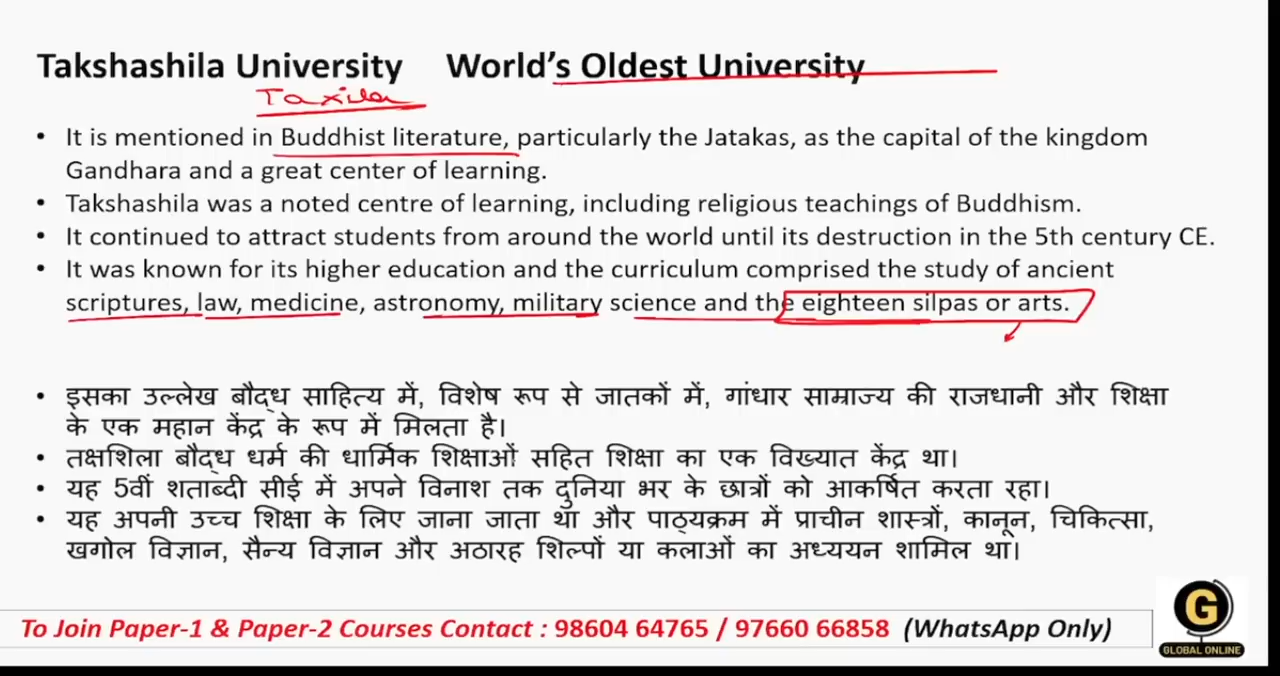 Takshashila University World's Oldest University
Taxila
• It is mentioned in Buddhist literature, particularly the Jatakas, as the capital of the kingdom
Gandhara and a great center of learning.
• Takshashila was a noted centre of learning, including religious teachings of Buddhism.
• It continued to attract students from around the world until its destruction in the 5th century CE.
• It was known for its higher education and the curriculum comprised the study of ancient
scriptures, law, medicine, astronomy, military science and the eighteen silpas or arts.
• इसका उल्लेख बौद्ध साहित्य में, विशेष रूप से जातकों में, गांधार साम्राज्य की राजधानी और शिक्षा
के एक महान केंद्र के रूप में मिलता है।
• तक्षशिला बौद्ध धर्म की धार्मिक शिक्षाओं सहित शिक्षा का एक विख्यात केंद्र था।
• यह 5वीं शताब्दी सीई में अपने विनाश तक दुनिया भर के छात्रों को आकर्षित करता रहा।
• यह अपनी उच्च शिक्षा के लिए जाना जाता था और पाठ्यक्रम में प्राचीन शास्त्रों, कानून, चिकित्सा,
खगोल विज्ञान, सैन्य विज्ञान और अठारह शिल्पों या कलाओं का अध्ययन शामिल था।
To Join Paper-1 & Paper-2 Courses Contact : 98604 64765 / 97660 66858 (WhatsApp Only)
G
GLOBAL ONLINE